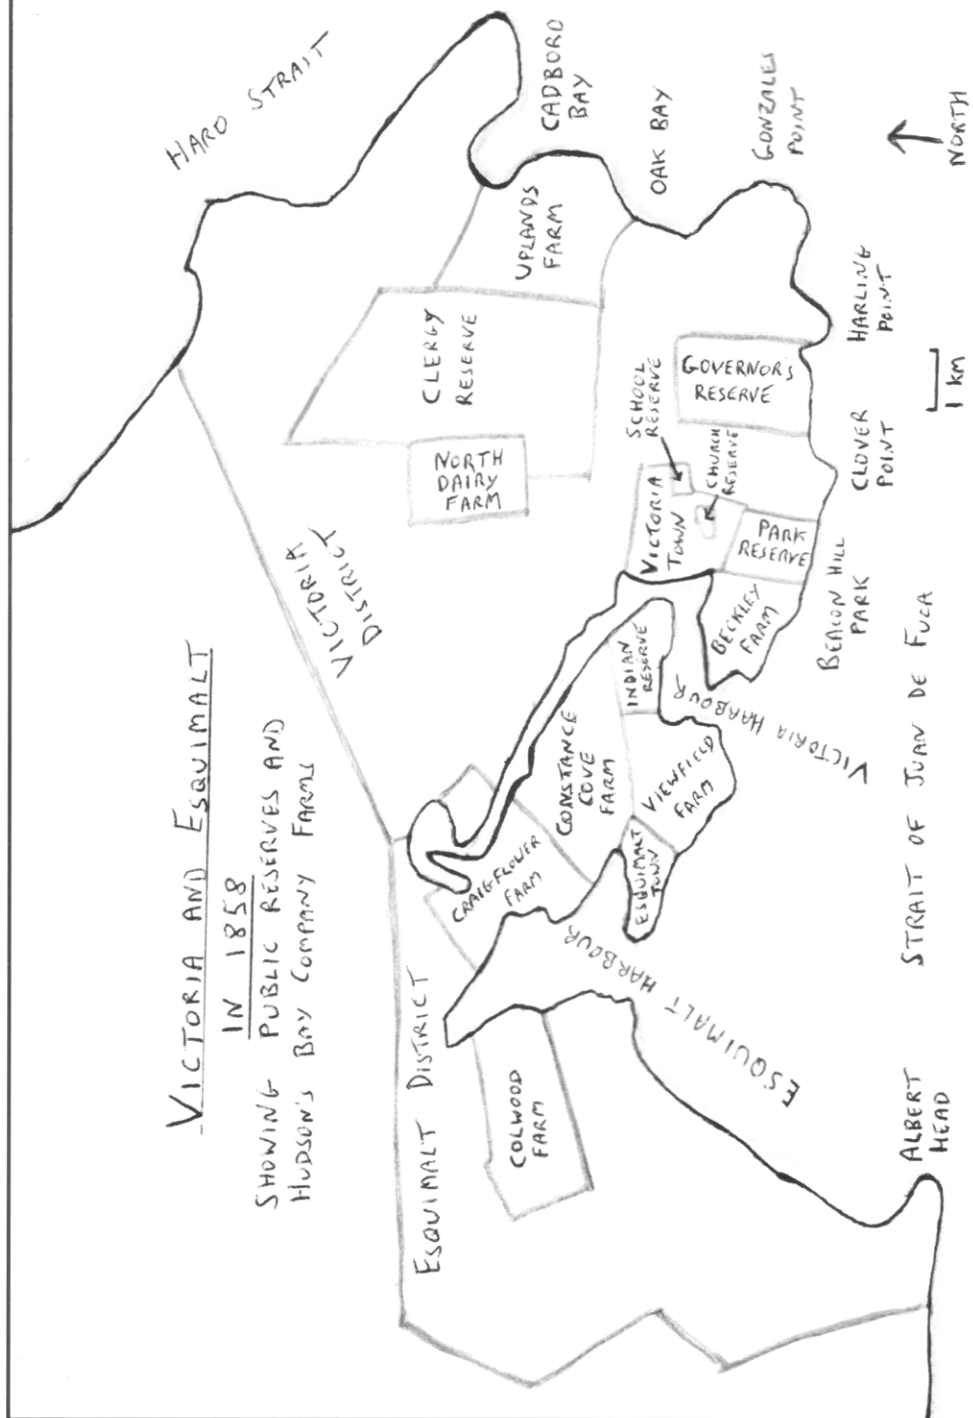 VICTORIA AND ESQUIMALT
IN 1858
SHOWING PUBLIC RESERVES AND
HUDSON'S BAY COMPANY FARMS
HARO STRAIT
CADBORO
BAY
OAK BAY
GONZALES
POINT
NORTH
UPLANDS
FARM
CLERGY
RESERVE
NORTH
DAIRY
FARM
VICTORIA
DISTRICT
SCHOOL
RESERVE
GOVERNOR'S
RESERVE
HARLING
POINT
1 KM
CHURCH
RESERVE
VICTORIA
TOWN
CLOVER
POINT
PARK
RESERVE
BECKLEY
FARM
BEACON HILL
PARK
INDIAN
RESERVE
VICTORIA HARBOUR
CONSTANCE
COVE
FARM
VIEWFIELD
FARM
CRAIGFLOWER
FARM
ESQUIMALT
TOWN
ESQUIMALT HARBOUR
STRAIT OF JUAN DE FUCA
ESQUIMALT DISTRICT
COLWOOD
FARM
ALBERT
HEAD